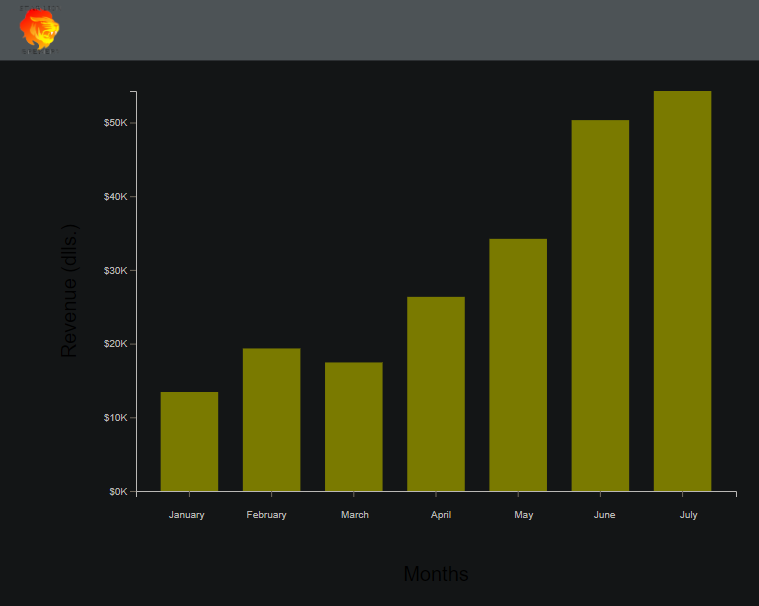 $50K
$40K
$30K
$20K
$10K
$0K
Revenue (dlls.)
January February March April May June July
Months